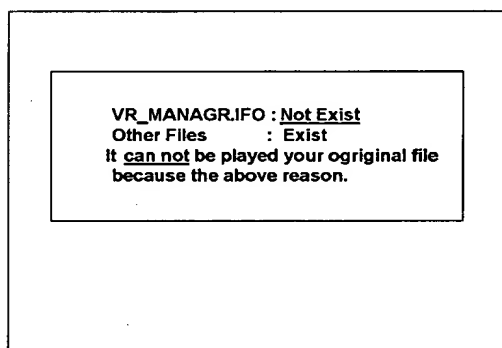 VR_MANAGR.IFO : Not Exist
Other Files : Exist
It can not be played your ogriginal file
because the above reason.